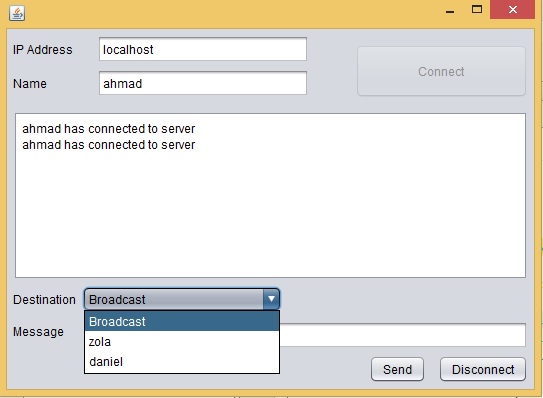 IP Address localhost
Name ahmad
Connect
ahmad has connected to server
ahmad has connected to server
Destination Broadcast
Broadcast
zola
daniel
Message
Send Disconnect